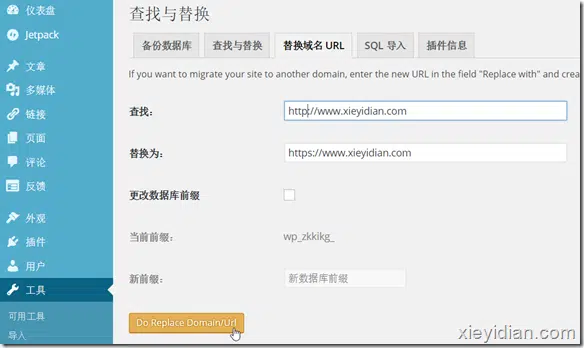 查找与替换
仪表盘
Jetpack
文章
多媒体
链接
页面
评论
反馈
外观
插件
用户
工具
可用工具
导入
备份数据库 查找与替换 替换域名 URL SQL 导入 插件信息
If you want to migrate your site to another domain, enter the new URL in the field "Replace with" and crea
查找: http://www.xieyidian.com
替换为: https://www.xieyidian.com
更改数据库前缀
当前前缀: wp_zkkikg_
新前缀: 新数据库前缀
Do Replace Domain/Url
xieyidian.com